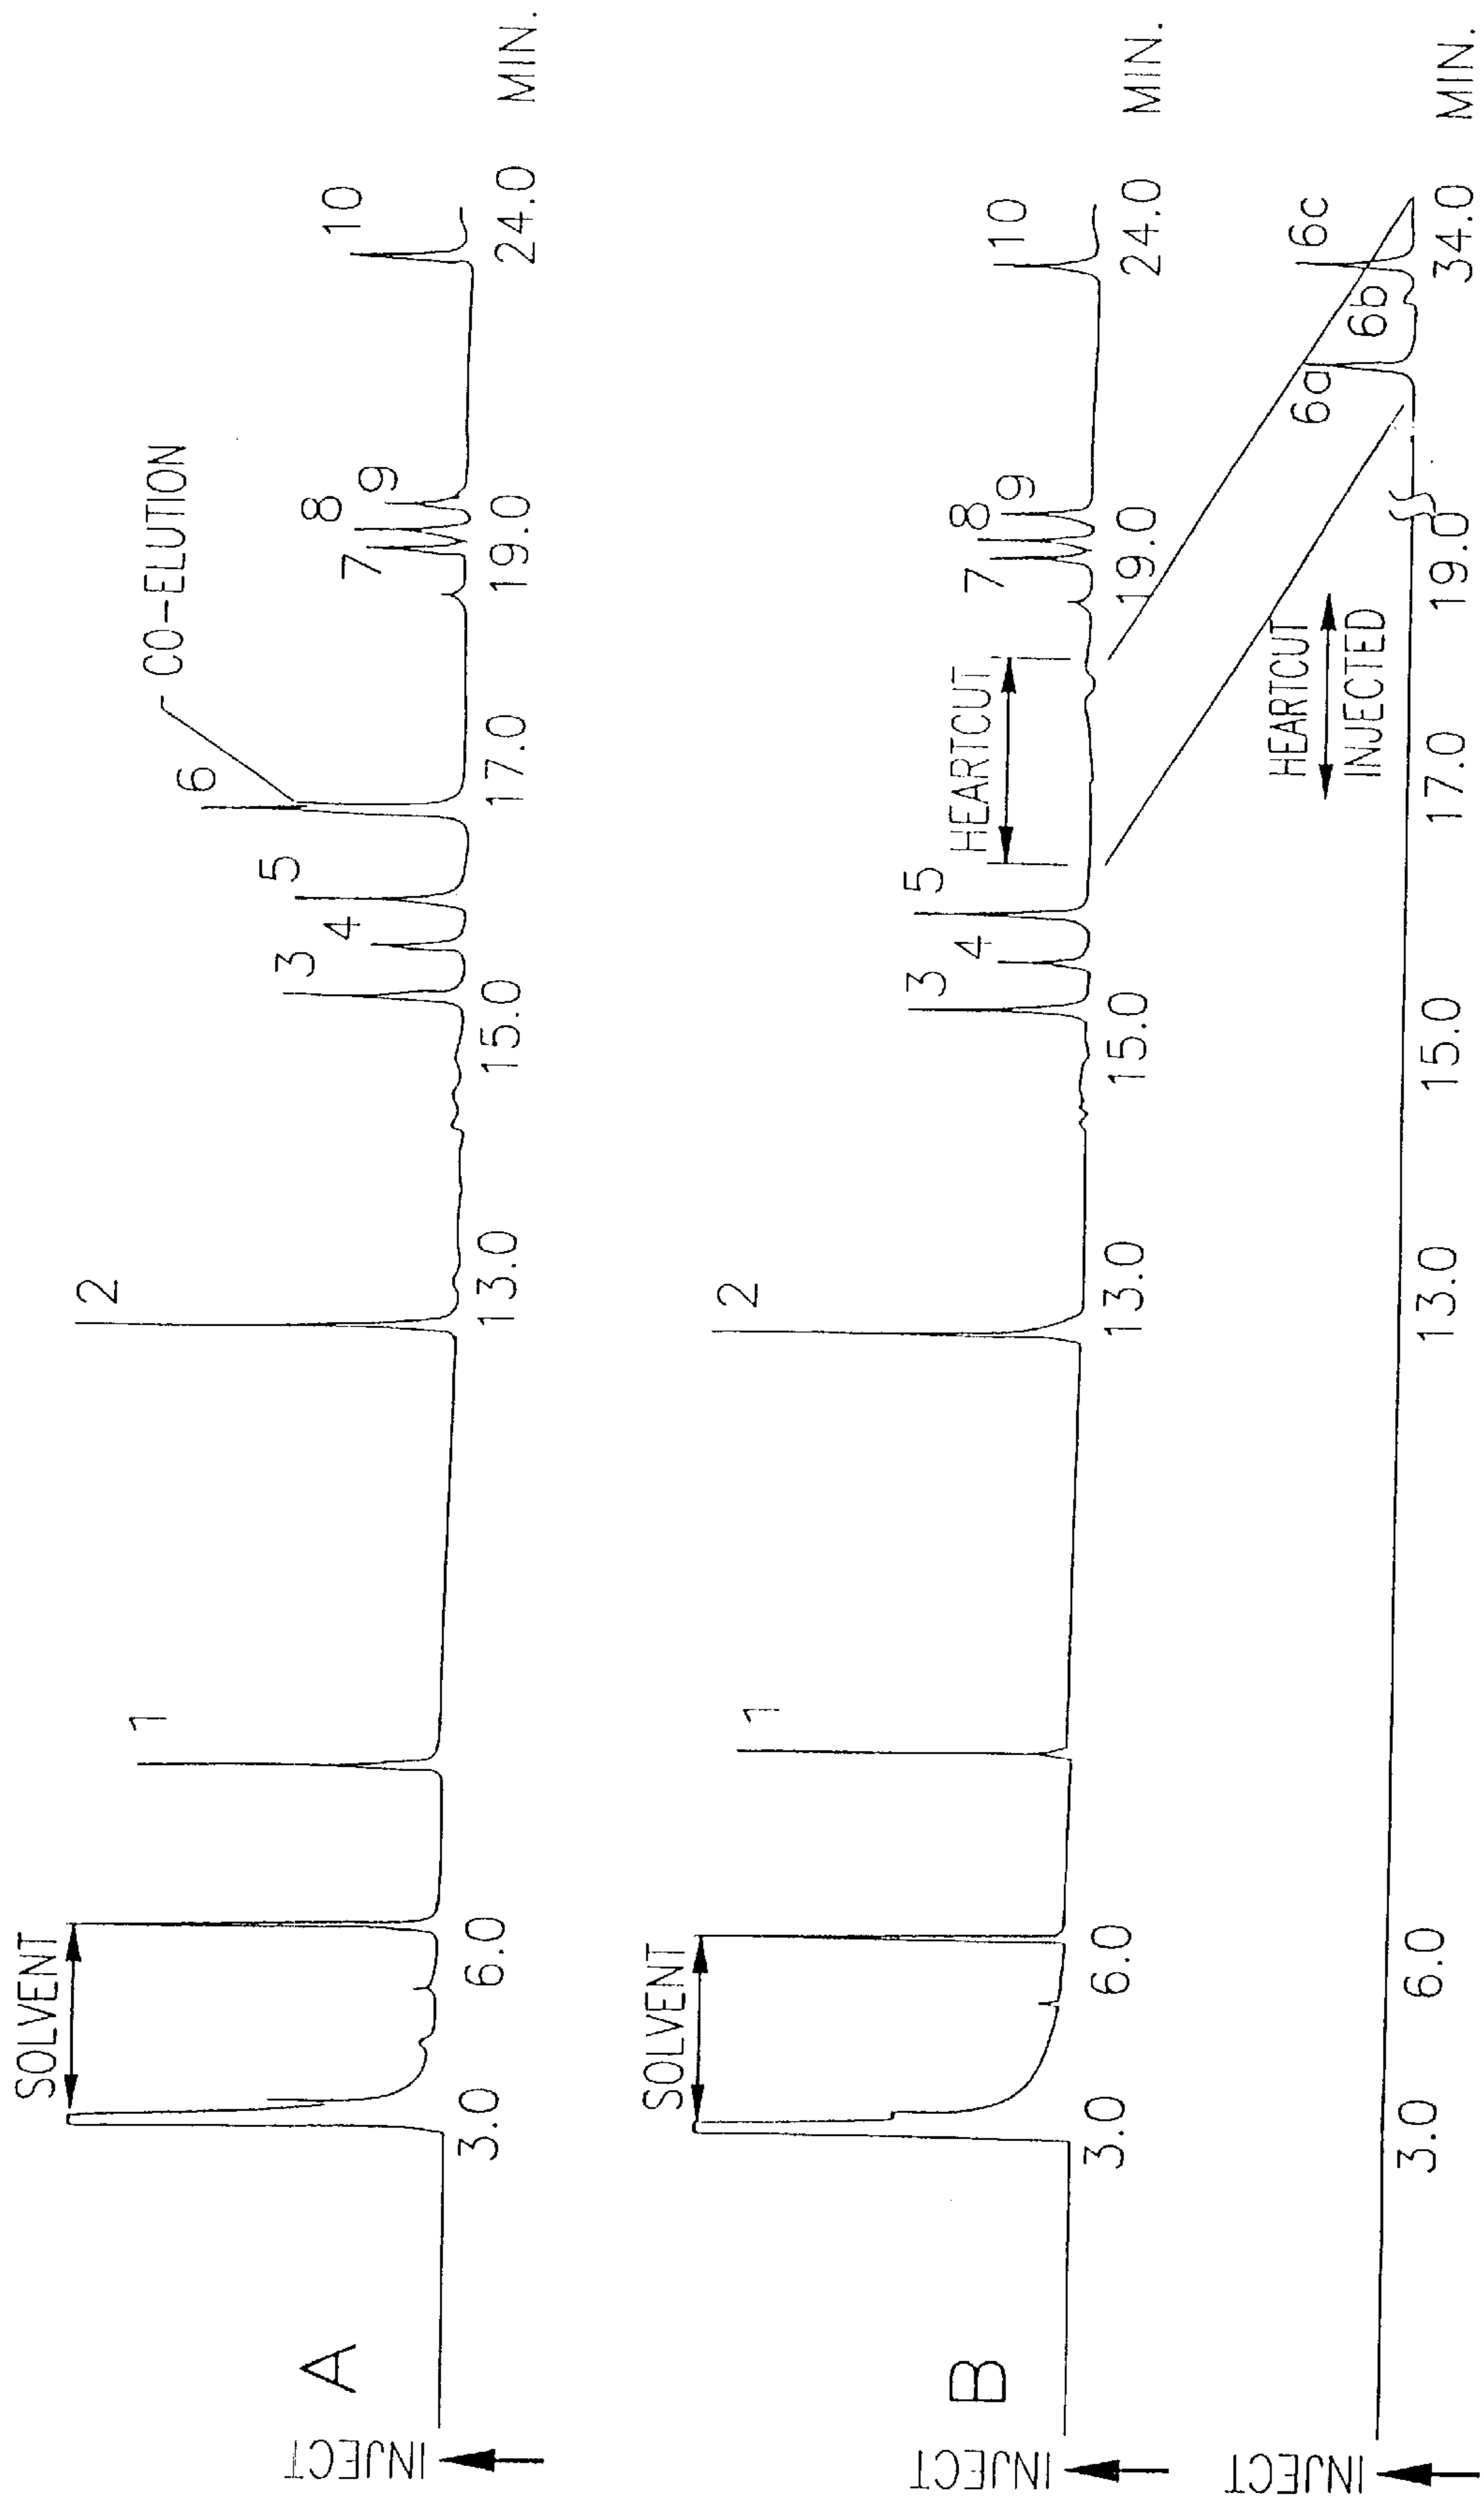 SOLVENT
1
2
3
4
5
6
CO-ELUTION
7
8
9
10
A
INJECT
3.0 6.0 13.0 15.0 17.0 19.0 24.0 MIN.
SOLVENT
1
2
3
4
5
HEARTCUT
7
8
9
10
B
INJECT
3.0 6.0 13.0 15.0 19.0 24.0 MIN.
6a
6b
6c
HEARTCUT
INJECTED
INJECT
3.0 6.0 13.0 15.0 17.0 19.0 34.0 MIN.